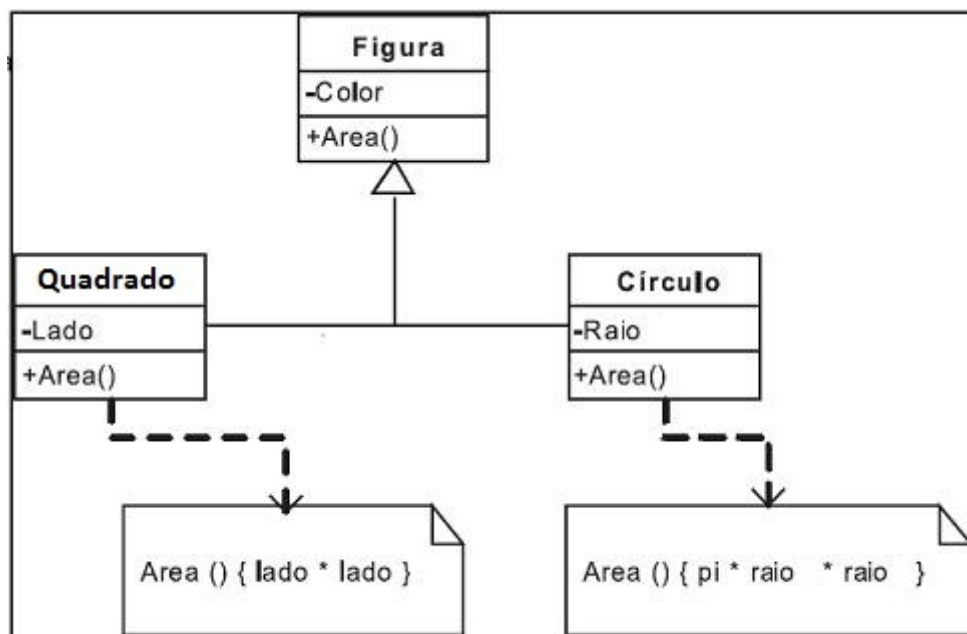 Figura
-Color
+Area()
Quadrado
-Lado
+Area()
Círculo
-Raio
+Area()
Area () { lado * lado }
Area () { pi * raio * raio }